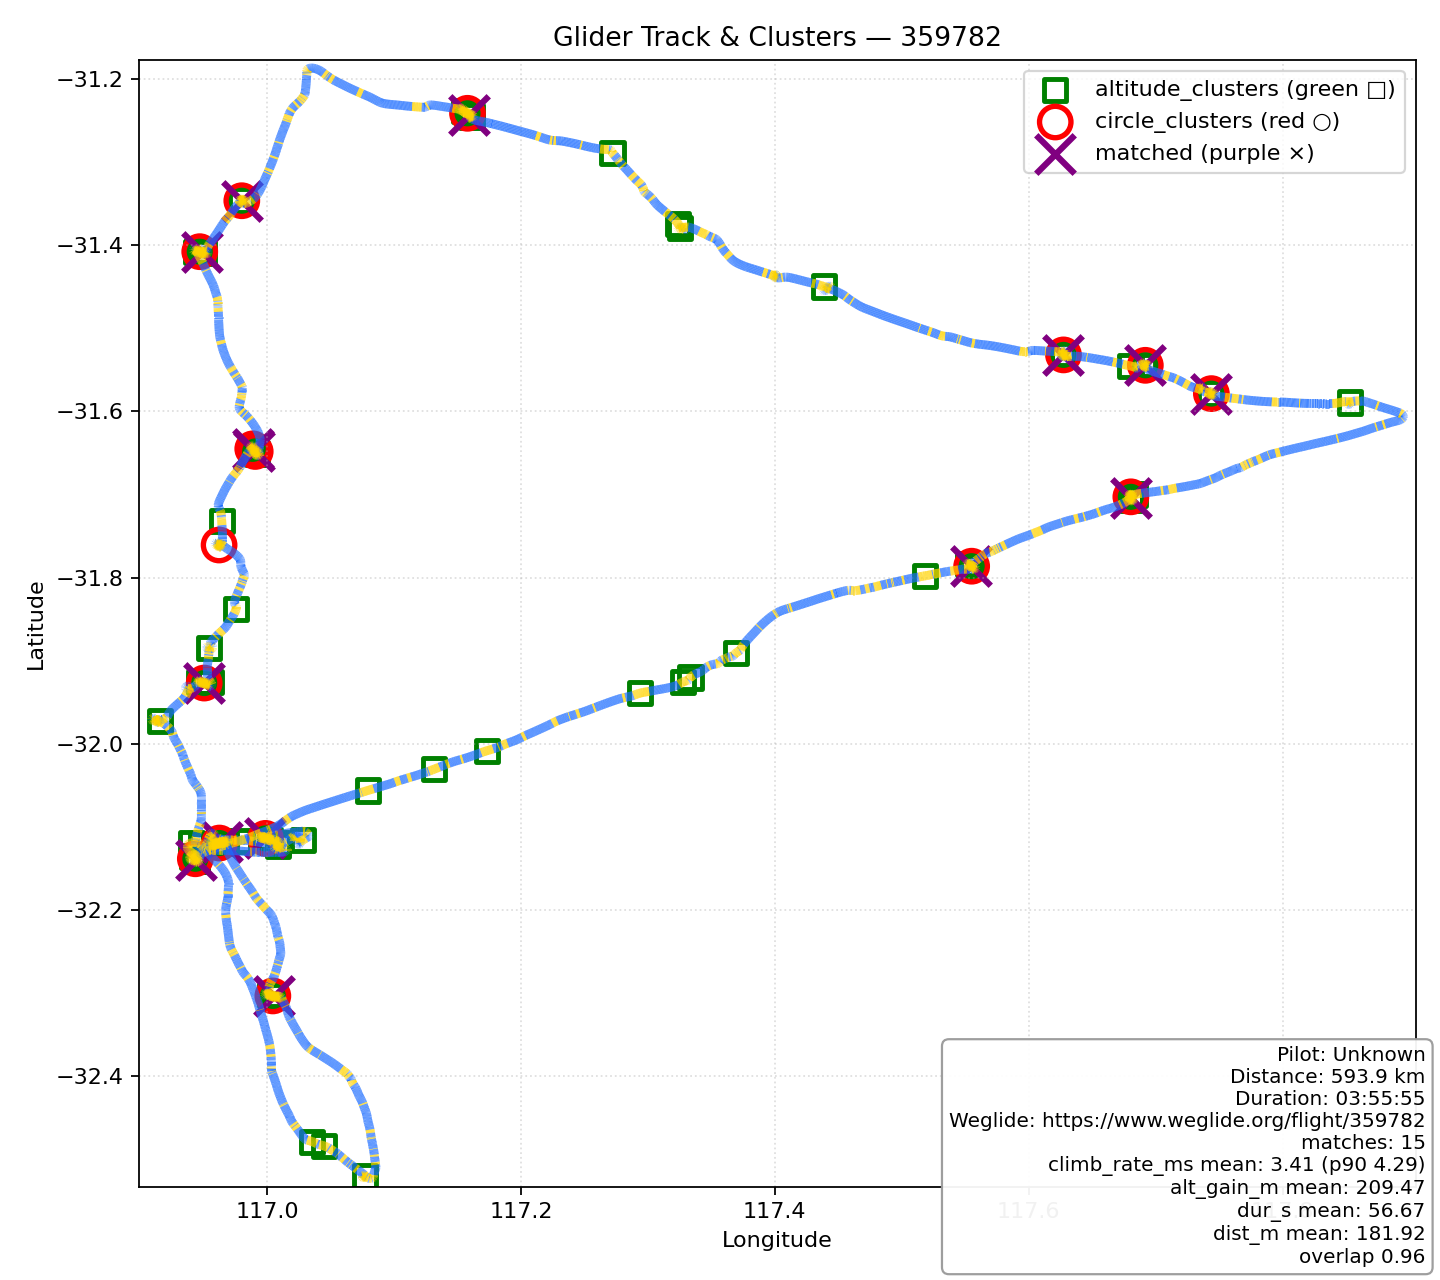 Glider Track & Clusters — 359782
altitude_clusters (green □)
circle_clusters (red ○)
matched (purple ×)
Latitude
−31.2
−31.4
−31.6
−31.8
−32.0
−32.2
−32.4
117.0
117.2
117.4
117.6
Longitude
Pilot: Unknown
Distance: 593.9 km
Duration: 03:55:55
Weglide: https://www.weglide.org/flight/359782
matches: 15
climb_rate_ms mean: 3.41 (p90 4.29)
alt_gain_m mean: 209.47
dur_s mean: 56.67
dist_m mean: 181.92
overlap 0.96